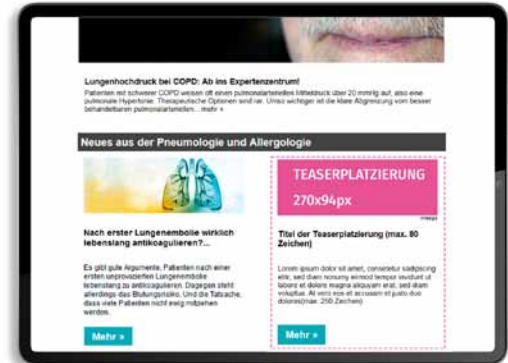 Lungenhochdruck bei COPD: Ab ins Expertenzentrum!
Patienten mit schwerer COPD weisen oft einen pulmonalarteriellen Mitteldruck über 20 mmHg auf, also eine
pulmonale Hypertonie. Therapeutische Optionen sind rar. Umso wichtiger ist die klare Abgrenzung vom besser
behandelbaren pulmonalarteriellen... mehr »
Neues aus der Pneumologie und Allergologie
Nach erster Lungenembolie wirklich
lebenslang antikoagulieren?...
Es gibt gute Argumente, Patienten nach einer
ersten unprovozierten Lungenembolie
lebenslang zu antikoagulieren. Dagegen steht
allerdings das Blutungsrisiko. Und die Tatsache,
dass viele Patienten nicht ewig mitziehen
werden.
Mehr »
TEASERPLATZIERUNG
270x94px
Titel der Teaserplatzierung (max. 80
Zeichen)
Lorem ipsum dolor sit amet, consetetur sadipscing
elitr, sed diam nonumy eirmod tempor invidunt ut
labore et dolore magna aliquyam erat, sed diam
voluptua. At vero eos et accusam et justo duo
dolores(max. 250 Zeichen)
Mehr »